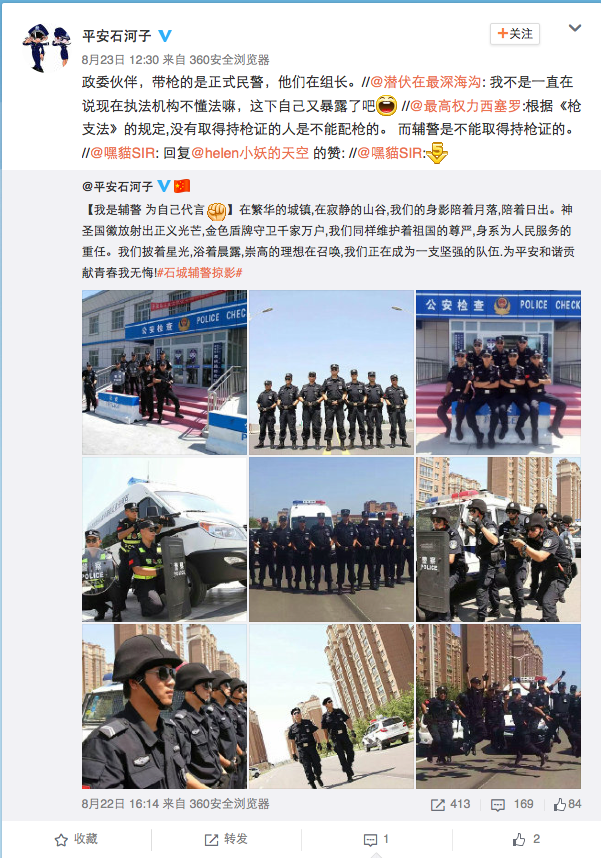 平安石河子
+关注
8月23日 12:30 来自 360安全浏览器
政委伙伴，带枪的是正式民警，他们在组长。//@潜伏在最深海沟: 我不是一直在
说现在执法机构不懂法嘛，这下自己又暴露了吧 //@最高权力西塞罗:根据《枪
支法》的规定,没有取得持枪证的人是不能配枪的。 而辅警是不能取得持枪证的。
//@嘿貓SIR: 回复@helen小妖的天空 的赞: //@嘿貓SIR:
@平安石河子
【我是辅警 为自己代言】在繁华的城镇,在寂静的山谷,我们的身影陪着月落,陪着日出。神
圣国徽放射出正义光芒,金色盾牌守卫千家万户,我们同样维护着祖国的尊严,身系为人民服务的
重任。我们披着星光,浴着晨露,崇高的理想在召唤,我们正在成为一支坚强的队伍.为平安和谐贡
献青春我无悔!#石城辅警掠影#
公安检查 POLICE CHECK
公安检查 POLICE CHECK
警察
POLICE
警察
POLICE
8月22日 16:14 来自 360安全浏览器
413
169
84
收藏
转发
1
2